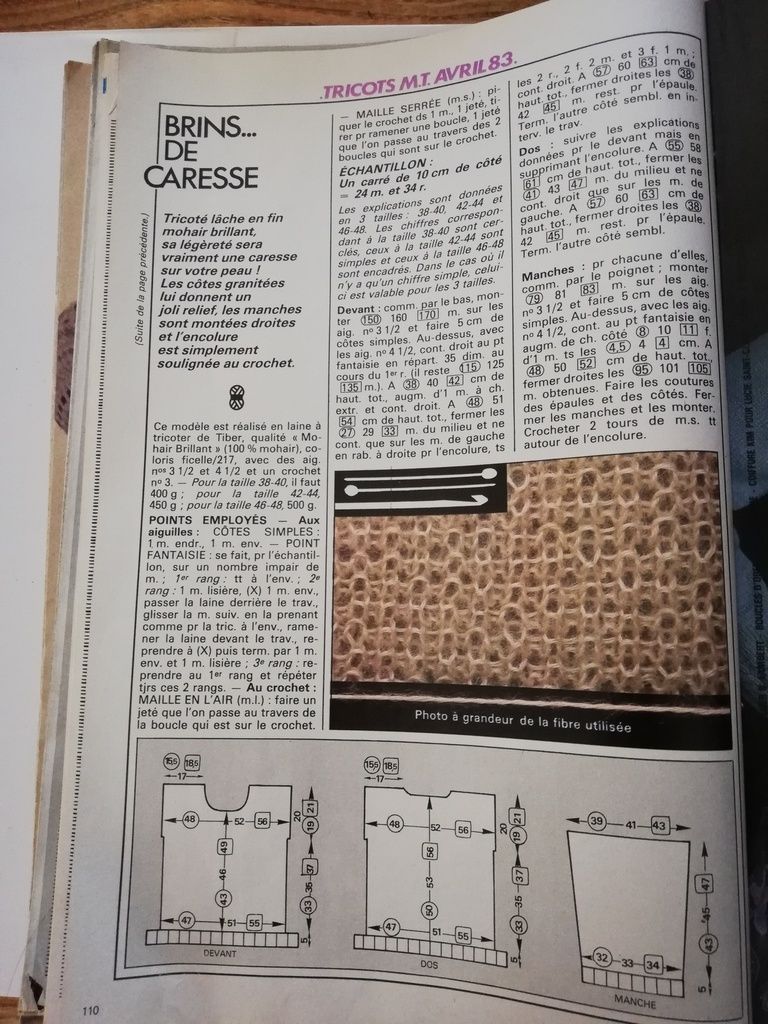 TRICOTS M.T. AVRIL 83.
BRINS...
DE
CARESSE
(Suite de la page précédente.)
Tricoté lâche en fin
mohair brillant,
sa légèreté sera
vraiment une caresse
sur votre peau !
Les côtes granitées
lui donnent un
joli relief, les manches
sont montées droites
et l'encolure
est simplement
soulignée au crochet.
Ce modèle est réalisé en laine à
tricoter de Tiber, qualité « Mo-
hair Brillant » (100 % mohair), co-
loris ficelle/217, avec des aig.
nos 3 1/2 et 4 1/2 et un crochet
n° 3. — Pour la taille 38-40, il faut
400 g ; pour la taille 42-44,
450 g ; pour la taille 46-48, 500 g.
POINTS EMPLOYÉS — Aux
aiguilles : CÔTES SIMPLES :
1 m. endr., 1 m. env. — POINT
FANTAISIE : se fait, pr l'échantil-
lon, sur un nombre impair de
m. ; 1er rang : tt à l'env. ; 2e
rang : 1 m. lisière, (X) 1 m. env.,
passer la laine derrière le trav.,
glisser la m. suiv. en la prenant
comme pr la tric. à l'env., rame-
ner la laine devant le trav., re-
prendre à (X) puis term. par 1 m.
env. et 1 m. lisière ; 3e rang : re-
prendre au 1er rang et répéter
tjrs ces 2 rangs. — Au crochet :
MAILLE EN L'AIR (m.l.) : faire un
jeté que l'on passe au travers de
la boucle qui est sur le crochet.
— MAILLE SERRÉE (m.s.) : pi-
quer le crochet ds 1 m., 1 jeté, ti-
rer pr ramener une boucle, 1 jeté
que l'on passe au travers des 2
boucles qui sont sur le crochet.
ÉCHANTILLON :
Un carré de 10 cm de côté
= 24 m. et 34 r.
Les explications sont données
en 3 tailles : 38-40, 42-44 et
46-48. Les chiffres correspon-
dant à la taille 38-40 sont cer-
clés, ceux à la taille 42-44 sont
simples et ceux à la taille 46-48
sont encadrés. Dans le cas où il
n'y a qu'un chiffre simple, celui-
ci est valable pour les 3 tailles.
Devant : comm. par le bas, mon-
ter 150 160 170 m. sur les aig.
n° 3 1/2 et faire 5 cm de
côtes simples. Au-dessus, avec
les aig. n° 4 1/2, cont. droit au pt
fantaisie en répart. 35 dim. au
cours du 1er r. (il reste 115 125
135 m.). A 38 40 42 cm de
haut. tot., augm. d'1 m. à ch.
extr. et cont. droit. A 48 51
54 cm de haut. tot., fermer les
27 29 33 m. du milieu et ne
cont. que sur les m. de gauche
en rab. à droite pr l'encolure, ts
les 2 r., 2 f. 2 m. et 3 f. 1 m. ;
cont. droit. A 57 60 63 cm de
haut. tot., fermer droites les 38
42 45 m. rest. pr l'épaule.
Term. l'autre côté sembl. en in-
terv. le trav.
Dos : suivre les explications
données pr le devant mais en
supprimant l'encolure. A 55 58
61 cm de haut. tot., fermer les
41 43 47 m. du milieu et ne
cont. droit que sur les m. de
gauche. A 57 60 63 cm de
haut. tot., fermer droites les 38
42 45 m. rest. pr l'épaule.
Term. l'autre côté sembl.
Manches : pr chacune d'elles,
comm. par le poignet ; monter
79 81 83 m. sur les aig.
n° 3 1/2 et faire 5 cm de côtes
simples. Au-dessus, avec les aig.
n° 4 1/2, cont. au pt fantaisie en
augm. de ch. côté 8 10 11 f.
d'1 m. ts les 4,5 4 4 cm. A
48 50 52 cm de haut. tot.,
fermer droites les 95 101 105
m. obtenues. Faire les coutures
des épaules et des côtés. Fer-
mer les manches et les monter.
Crocheter 2 tours de m.s. tt
autour de l'encolure.
Photo à grandeur de la fibre utilisée
15,5 18,5
17
48 52 56
20
19 21
43 46 49
33 35 37
47 51 55
5
DEVANT
15,5 18,5
17
48 52 56
20
19 21
50 53 56
33 35 37
47 51 55
5
DOS
39 41 43
43 45 47
32 33 34
5
MANCHE
110